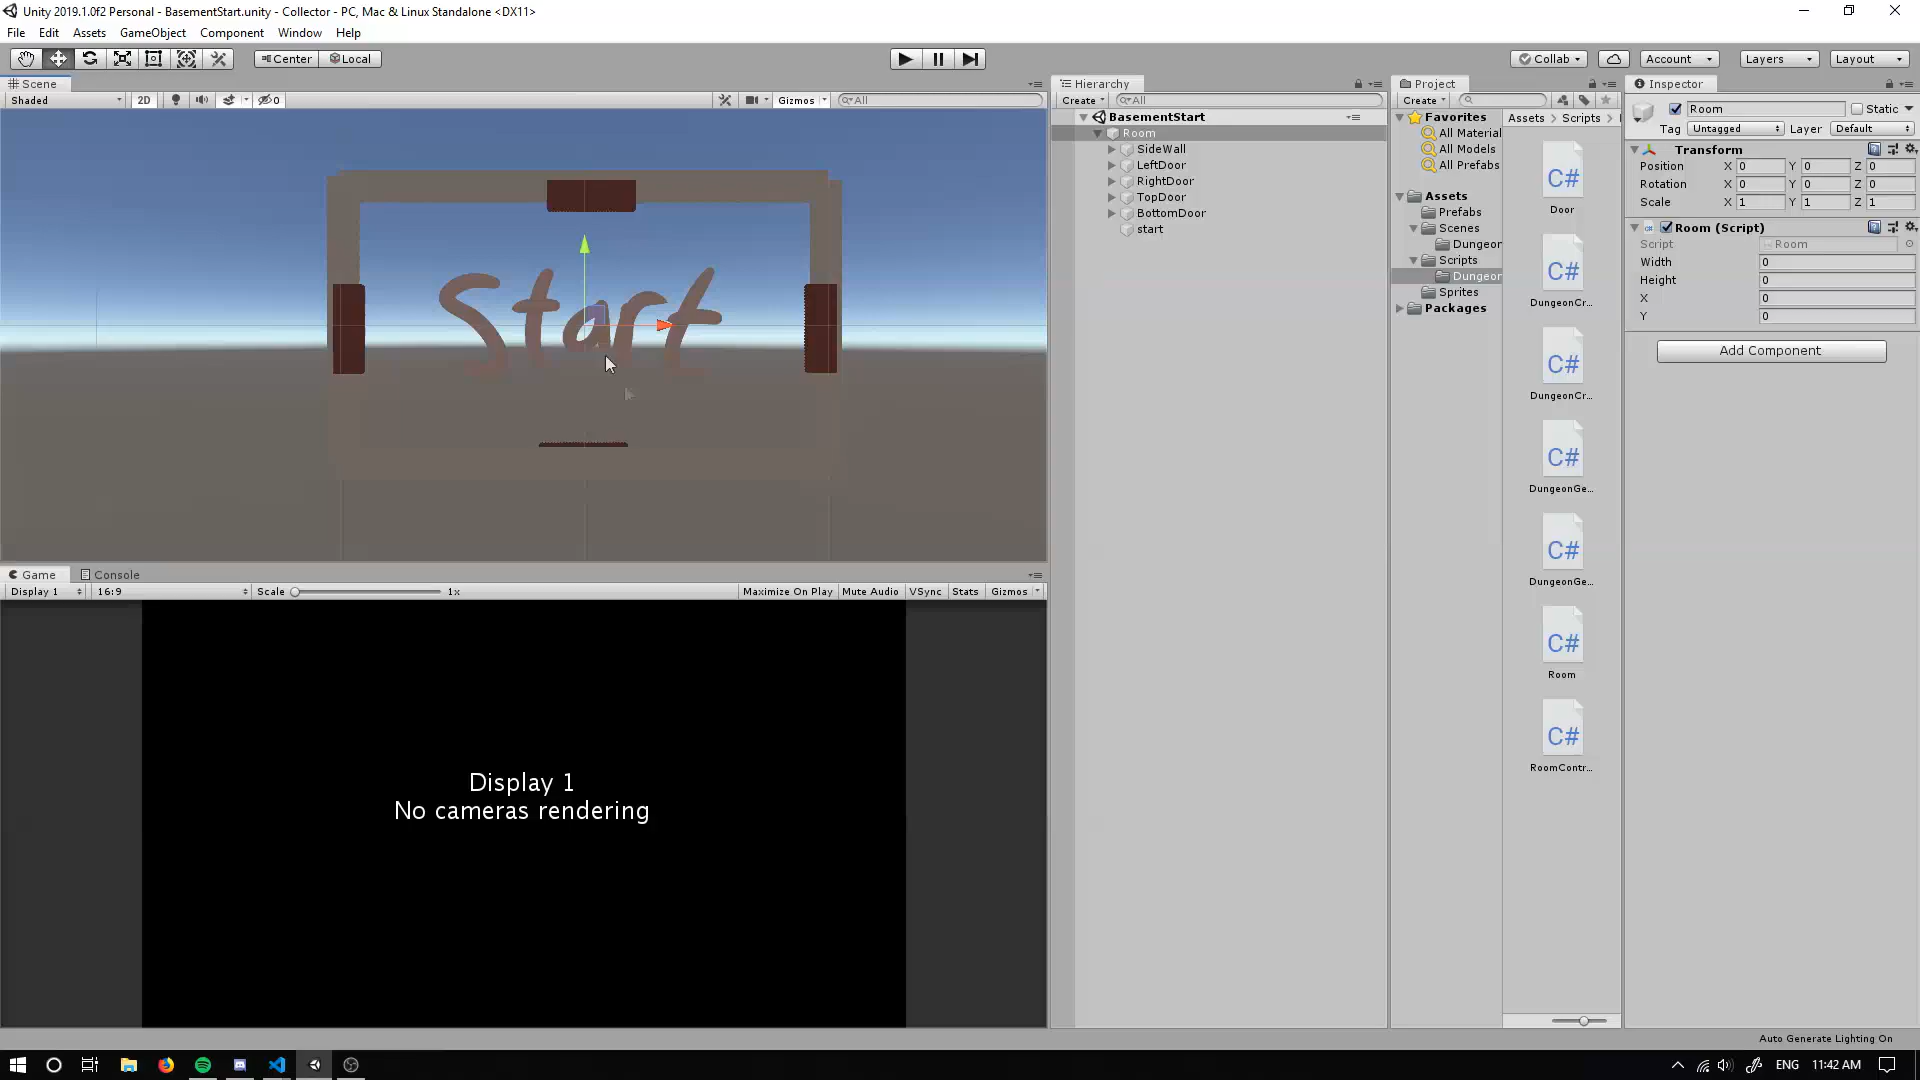 Unity 2019.1.0f2 Personal - BasementStart.unity - Collector - PC, Mac & Linux Standalone <DX11>
File Edit Assets GameObject Component Window Help
Center Local Collab Account Layers Layout
Scene
Shaded 2D 0 Gizmos All
Start
Game Console
Display 1 16:9 Scale 1x Maximize On Play Mute Audio VSync Stats Gizmos
Display 1
No cameras rendering
Hierarchy
Create All
BasementStart
Room
SideWall
LeftDoor
RightDoor
TopDoor
BottomDoor
start
Project
Create
Favorites
All Material
All Models
All Prefabs
Assets
Prefabs
Scenes
Dungeor
Scripts
Dungeor
Sprites
Packages
Assets > Scripts >
C#
Door
C#
DungeonCr...
C#
DungeonCr...
C#
DungeonGe...
C#
DungeonGe...
C#
Room
C#
RoomContr...
Inspector
Room Static
Tag Untagged Layer Default
Transform
Position X 0 Y 0 Z 0
Rotation X 0 Y 0 Z 0
Scale X 1 Y 1 Z 1
Room (Script)
Script Room
Width 0
Height 0
X 0
Y 0
Add Component
Auto Generate Lighting On
ENG 11:42 AM